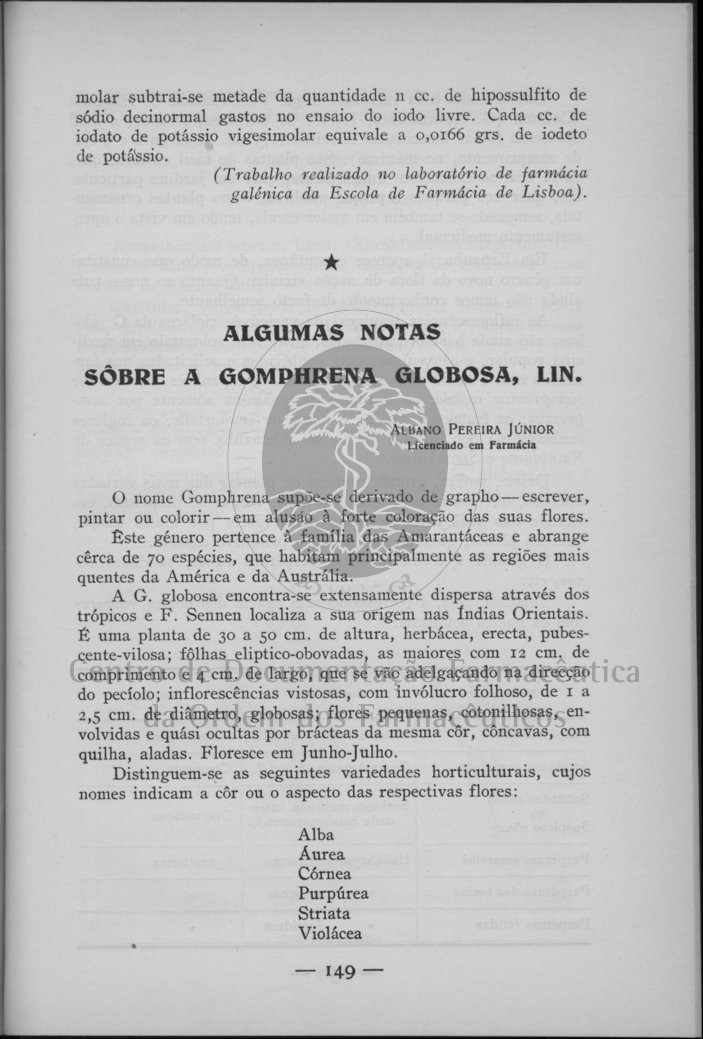 molar subtrai-se metade da quantidade n cc. de hipossulfito de
sódio decinormal gastos no ensaio do iodo livre. Cada cc. de
iodato de potássio vigesimolar equivale a 0,0166 grs. de iodeto
de potássio.
(Trabalho realizado no laboratório de farmácia
galénica da Escola de Farmácia de Lisboa).
★
ALGUMAS NOTAS
SÔBRE A GOMPHRENA GLOBOSA, LIN.
ALBANO PEREIRA JÚNIOR
Licenciado em Farmácia
O nome Gomphrena supõe-se derivado de grapho — escrever,
pintar ou colorir — em alusão à forte coloração das suas flores.
Êste género pertence à família das Amarantáceas e abrange
cêrca de 70 espécies, que habitam principalmente as regiões mais
quentes da América e da Austrália.
A G. globosa encontra-se extensamente dispersa através dos
trópicos e F. Sennen localiza a sua origem nas Índias Orientais.
É uma planta de 30 a 50 cm. de altura, herbácea, erecta, pubes-
cente-vilosa; fôlhas eliptico-obovadas, as maiores com 12 cm. de
comprimento e 4 cm. de largo, que se vão adelgaçando na direcção
do pecíolo; inflorescências vistosas, com invólucro folhoso, de 1 a
2,5 cm. de diâmetro, globosas; flores pequenas, cotonilhosas, en-
volvidas e quási ocultas por brácteas da mesma côr, côncavas, com
quilha, aladas. Floresce em Junho-Julho.
Distinguem-se as seguintes variedades horticulturais, cujos
nomes indicam a côr ou o aspecto das respectivas flores:
Alba
Áurea
Córnea
Purpúrea
Striata
Violácea
— 149 —
Centro de Documentação Farmacêutica
da Ordem dos Farmacêuticos